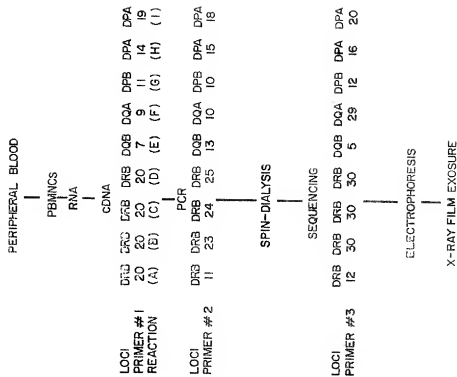 PERIPHERAL BLOOD
PBMNCS
RNA
cDNA
LOCI DRB DRB DRB DRB DQB DQA DPB DPA DPA
PRIMER #1 20 20 20 20 7 9 11 14 19
REACTION (A) (B) (C) (D) (E) (F) (G) (H) (I)
PCR
LOCI DRB DRB DRB DRB DQB DQA DPB DPA DPA
PRIMER #2 11 23 24 25 13 10 10 15 18
SPIN-DIALYSIS
SEQUENCING
LOCI DRB DRB DRB DRB DQB DQA DPB DPA DPA
PRIMER #3 12 30 30 30 5 29 12 16 20
ELECTROPHORESIS
X-RAY FILM EXOSURE